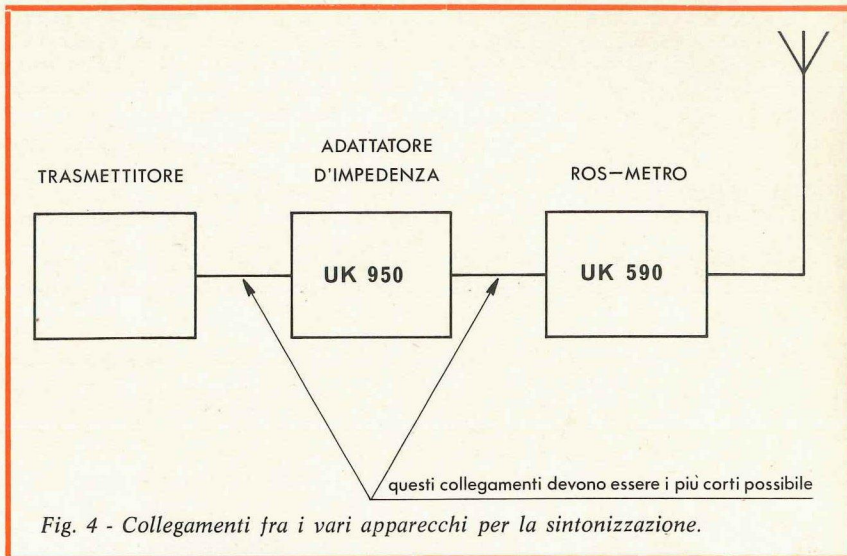 TRASMETTITORE
ADATTATORE
D'IMPEDENZA
ROS—METRO
UK 950
UK 590
questi collegamenti devono essere i più corti possibile
Fig. 4 - Collegamenti fra i vari apparecchi per la sintonizzazione.